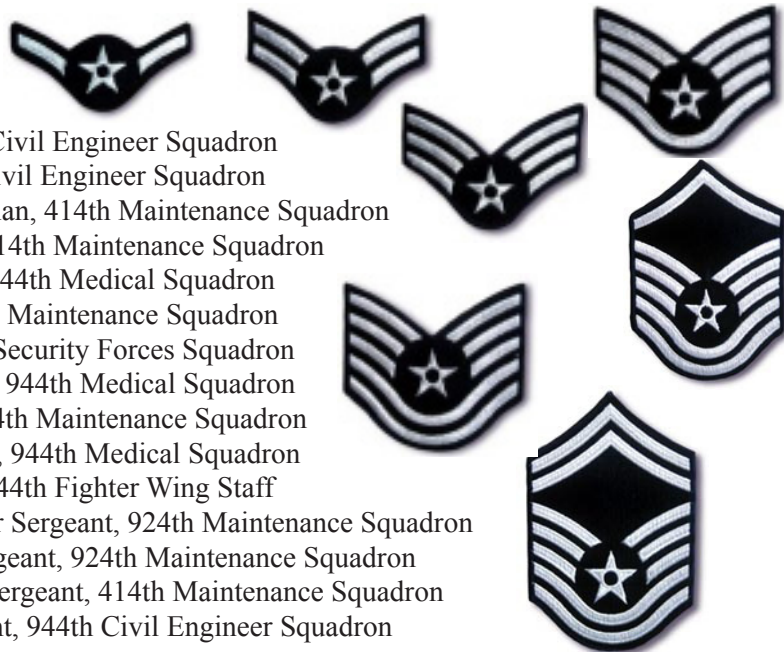 Civil Engineer Squadron
ivil Engineer Squadron
an, 414th Maintenance Squadron
14th Maintenance Squadron
44th Medical Squadron
Maintenance Squadron
Security Forces Squadron
, 944th Medical Squadron
4th Maintenance Squadron
, 944th Medical Squadron
44th Fighter Wing Staff
r Sergeant, 924th Maintenance Squadron
geant, 924th Maintenance Squadron
ergeant, 414th Maintenance Squadron
nt, 944th Civil Engineer Squadron